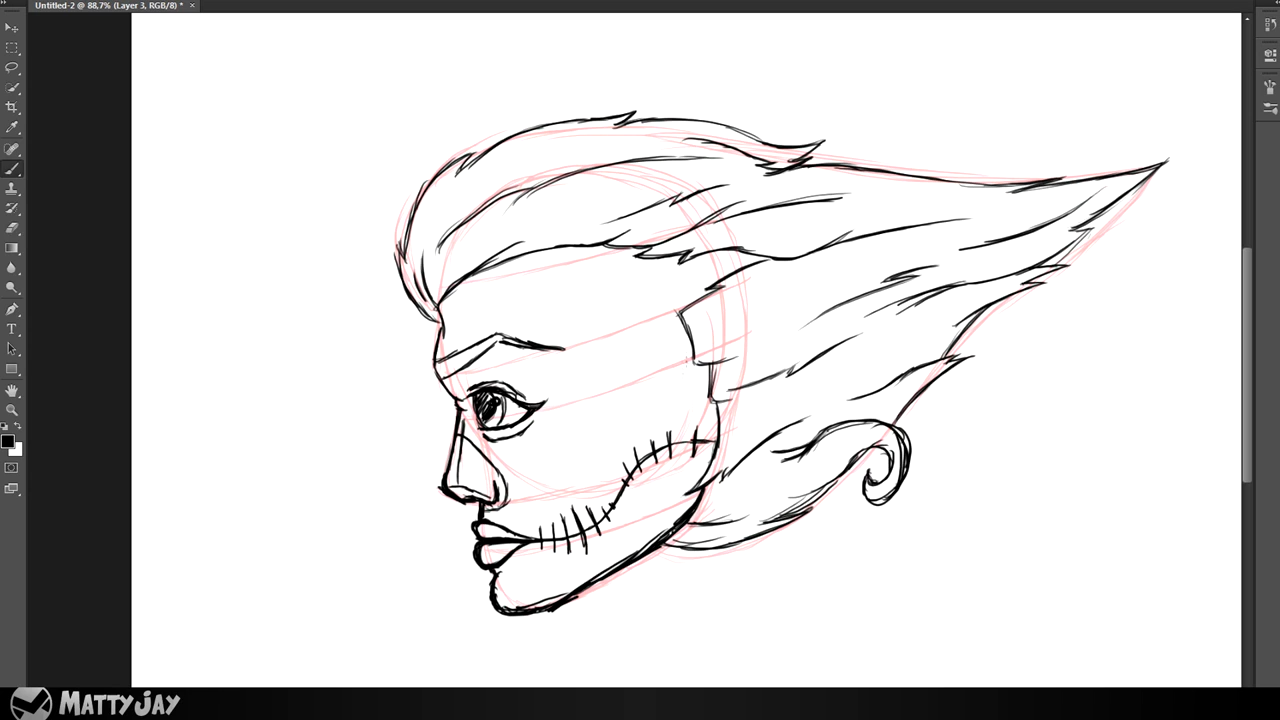 Untitled-2 @ 88,7% (Layer 3, RGB/8) *
T
MATTYJAY